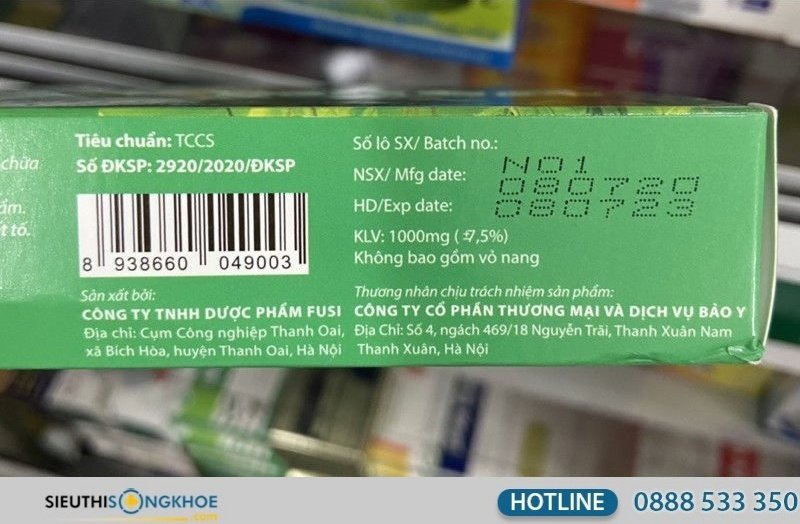 chữa
ẩm.
t tó.
Tiêu chuẩn: TCCS
Số ĐKSP: 2920/2020/ĐKSP
8 938660 049003
Sản xuất bởi:
CÔNG TY TNHH DƯỢC PHẨM FUSI
Địa chỉ: Cụm Công nghiệp Thanh Oai,
xã Bích Hòa, huyện Thanh Oai, Hà Nội
Số lô SX/ Batch no.:
NO1
NSX/ Mfg date:
080720
HD/Exp date:
080723
KLV: 1000mg ( ±7,5%)
Không bao gồm vỏ nang
Thương nhân chịu trách nhiệm sản phẩm:
CÔNG TY CỔ PHẦN THƯƠNG MẠI VÀ DỊCH VỤ BẢO Y
Địa Chỉ: Số 4, ngách 469/18 Nguyễn Trãi, Thanh Xuân Nam
Thanh Xuân, Hà Nội
SIEUTHISONGKHOE
.com
HOTLINE 0888 533 350